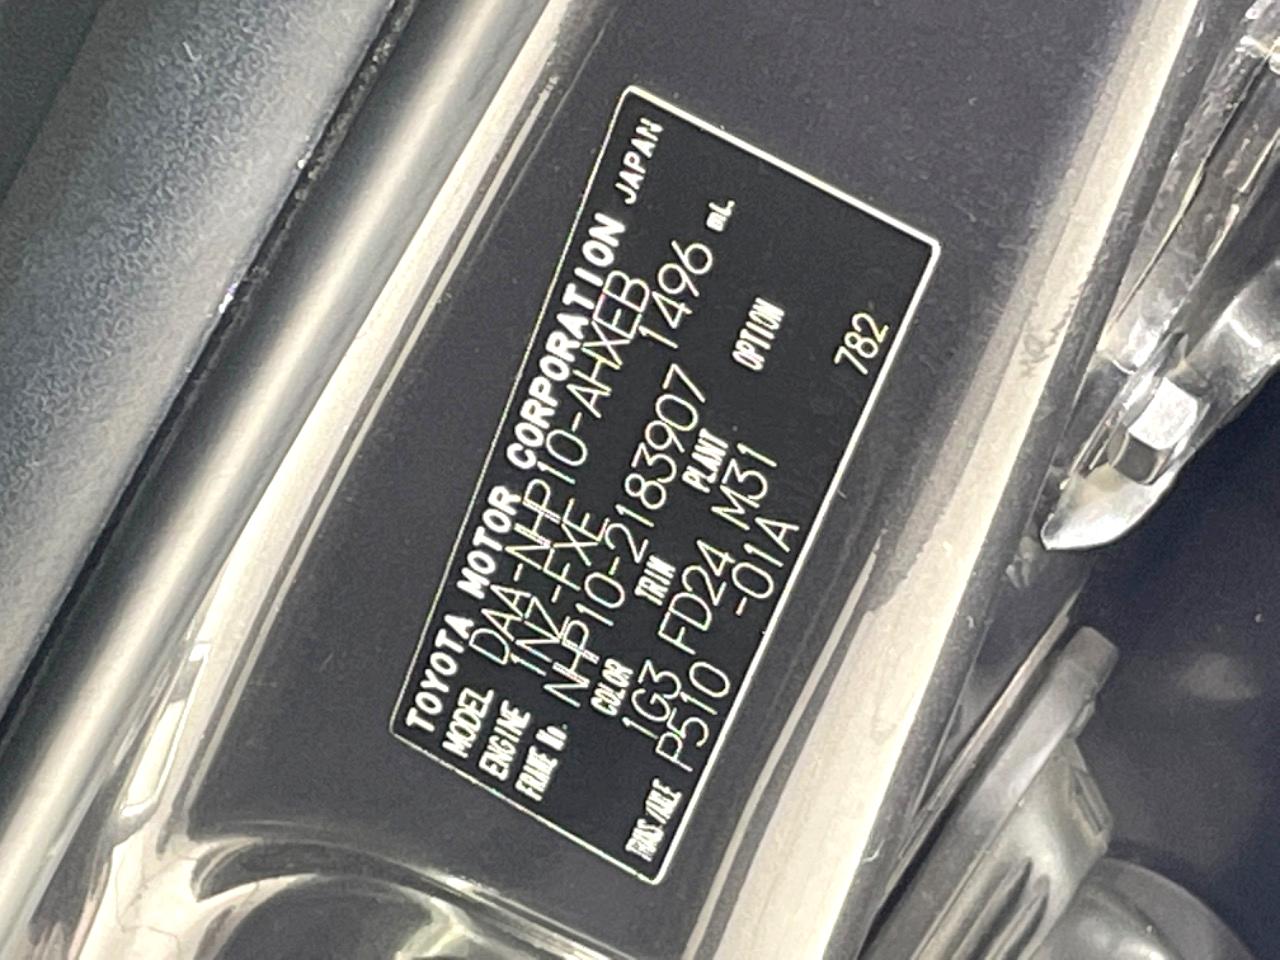 TOYOTA MOTOR CORPORATION JAPAN
MODEL DAA-NHP10-AHXEB
ENGINE 1NZ-FXE 1496 mL
FRAME No. NHP10-2183907
COLOR TRIM PLANT OPTION
1G3 FD24 M31
TRANS./AXLE P510 -01A 782